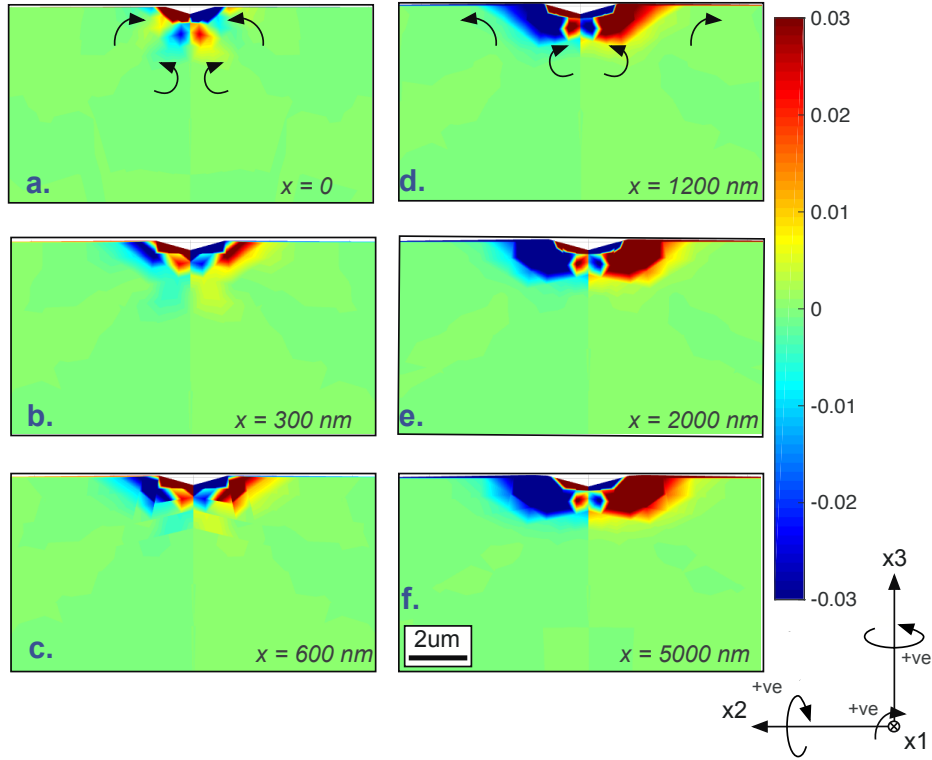 a.
x = 0
b.
x = 300 nm
c.
x = 600 nm
d.
x = 1200 nm
e.
x = 2000 nm
f.
2um
x = 5000 nm
0.03
0.03
0.01
0
-0.01
-0.02
-0.03
x3
+ve
+ve
x2
+ve
x1